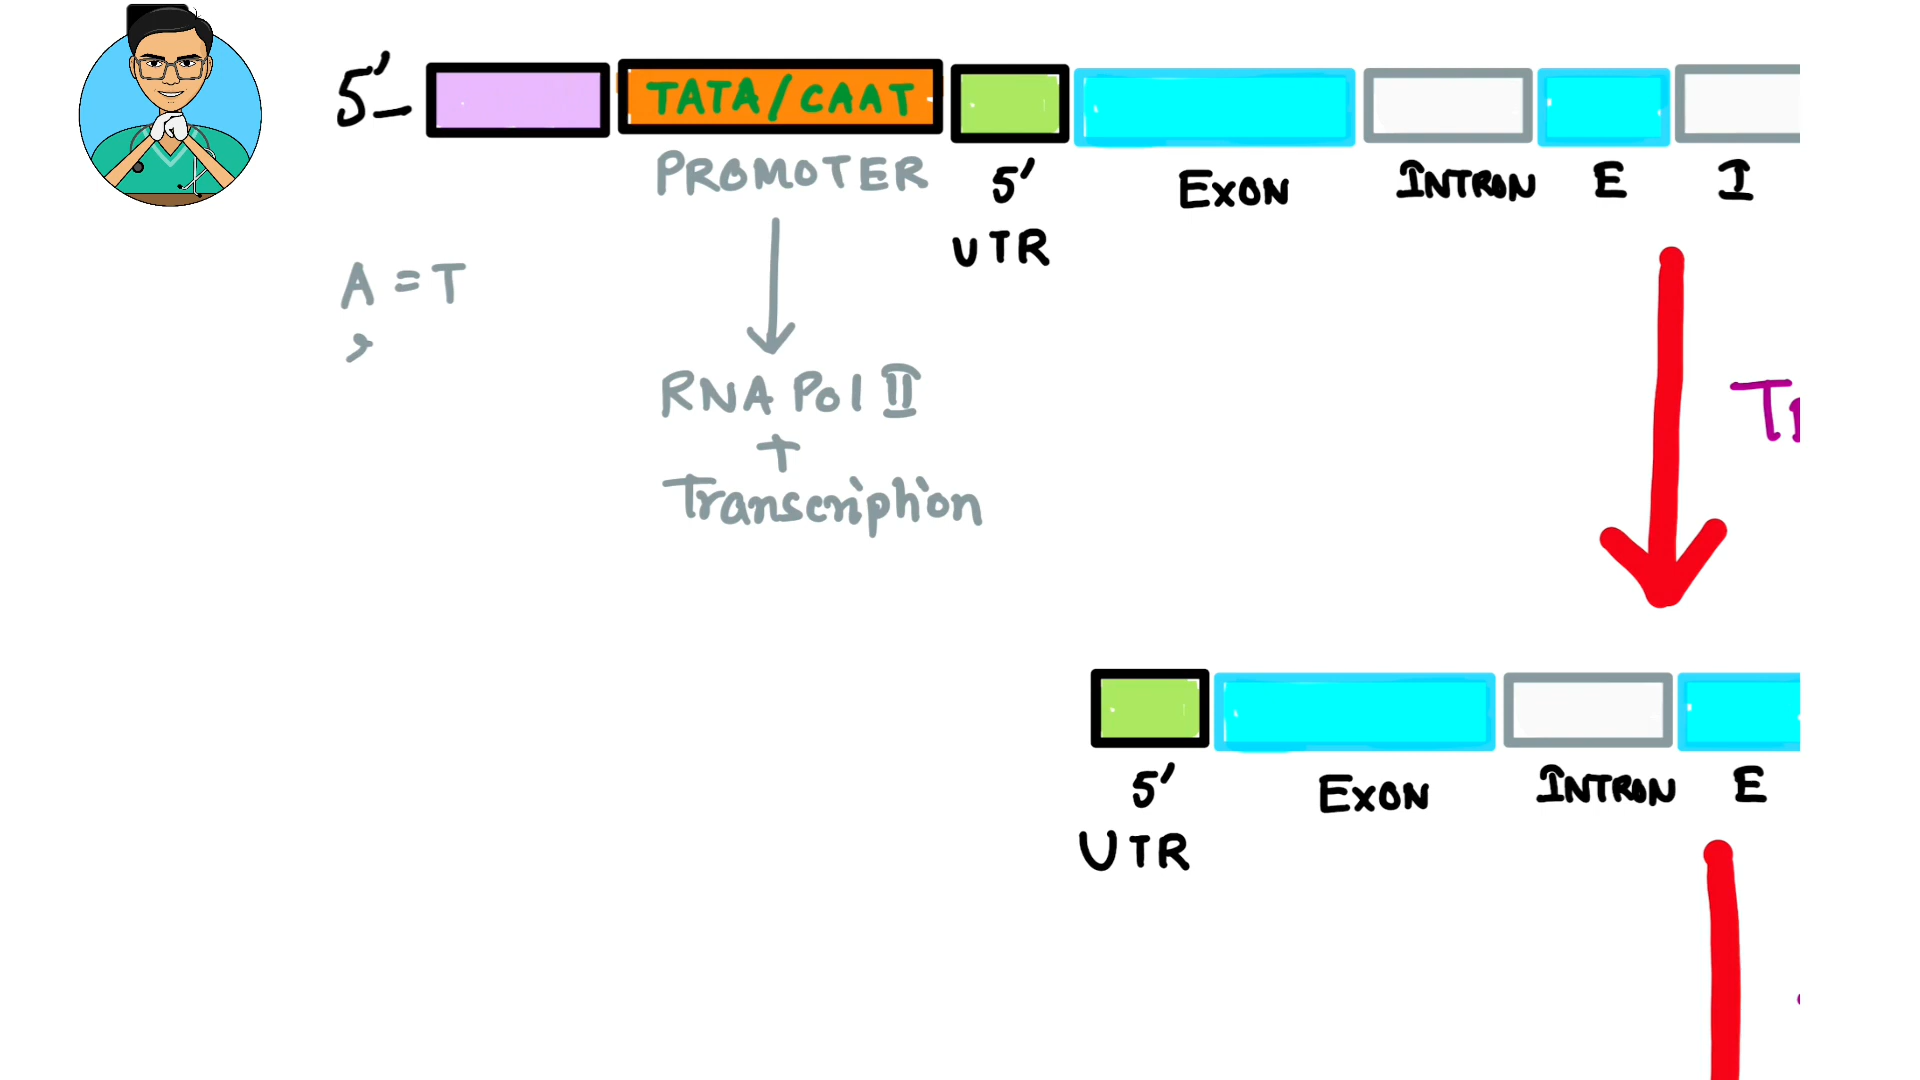 5'-
TATA/CAAT
PROMOTER
5'
UTR
EXON
INTRON
E
I
A = T
RNA Pol II
+
Transcription
5'
UTR
EXON
INTRON
E